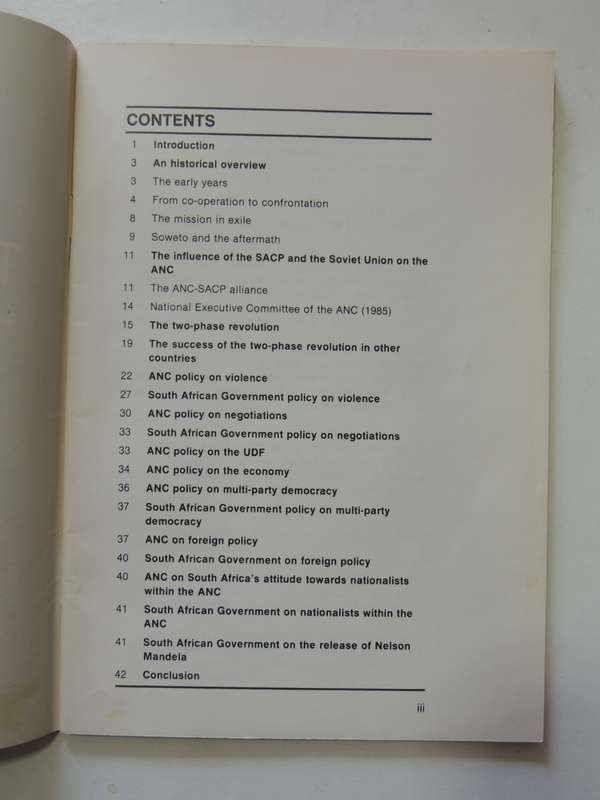 CONTENTS
1 Introduction
3 An historical overview
3 The early years
4 From co-operation to confrontation
8 The mission in exile
9 Soweto and the aftermath
11 The influence of the SACP and the Soviet Union on the
ANC
11 The ANC-SACP alliance
14 National Executive Committee of the ANC (1985)
15 The two-phase revolution
19 The success of the two-phase revolution in other
countries
22 ANC policy on violence
27 South African Government policy on violence
30 ANC policy on negotiations
33 South African Government policy on negotiations
33 ANC policy on the UDF
34 ANC policy on the economy
36 ANC policy on multi-party democracy
37 South African Government policy on multi-party
democracy
37 ANC on foreign policy
40 South African Government on foreign policy
40 ANC on South Africa's attitude towards nationalists
within the ANC
41 South African Government on nationalists within the
ANC
41 South African Government on the release of Nelson
Mandela
42 Conclusion
iii